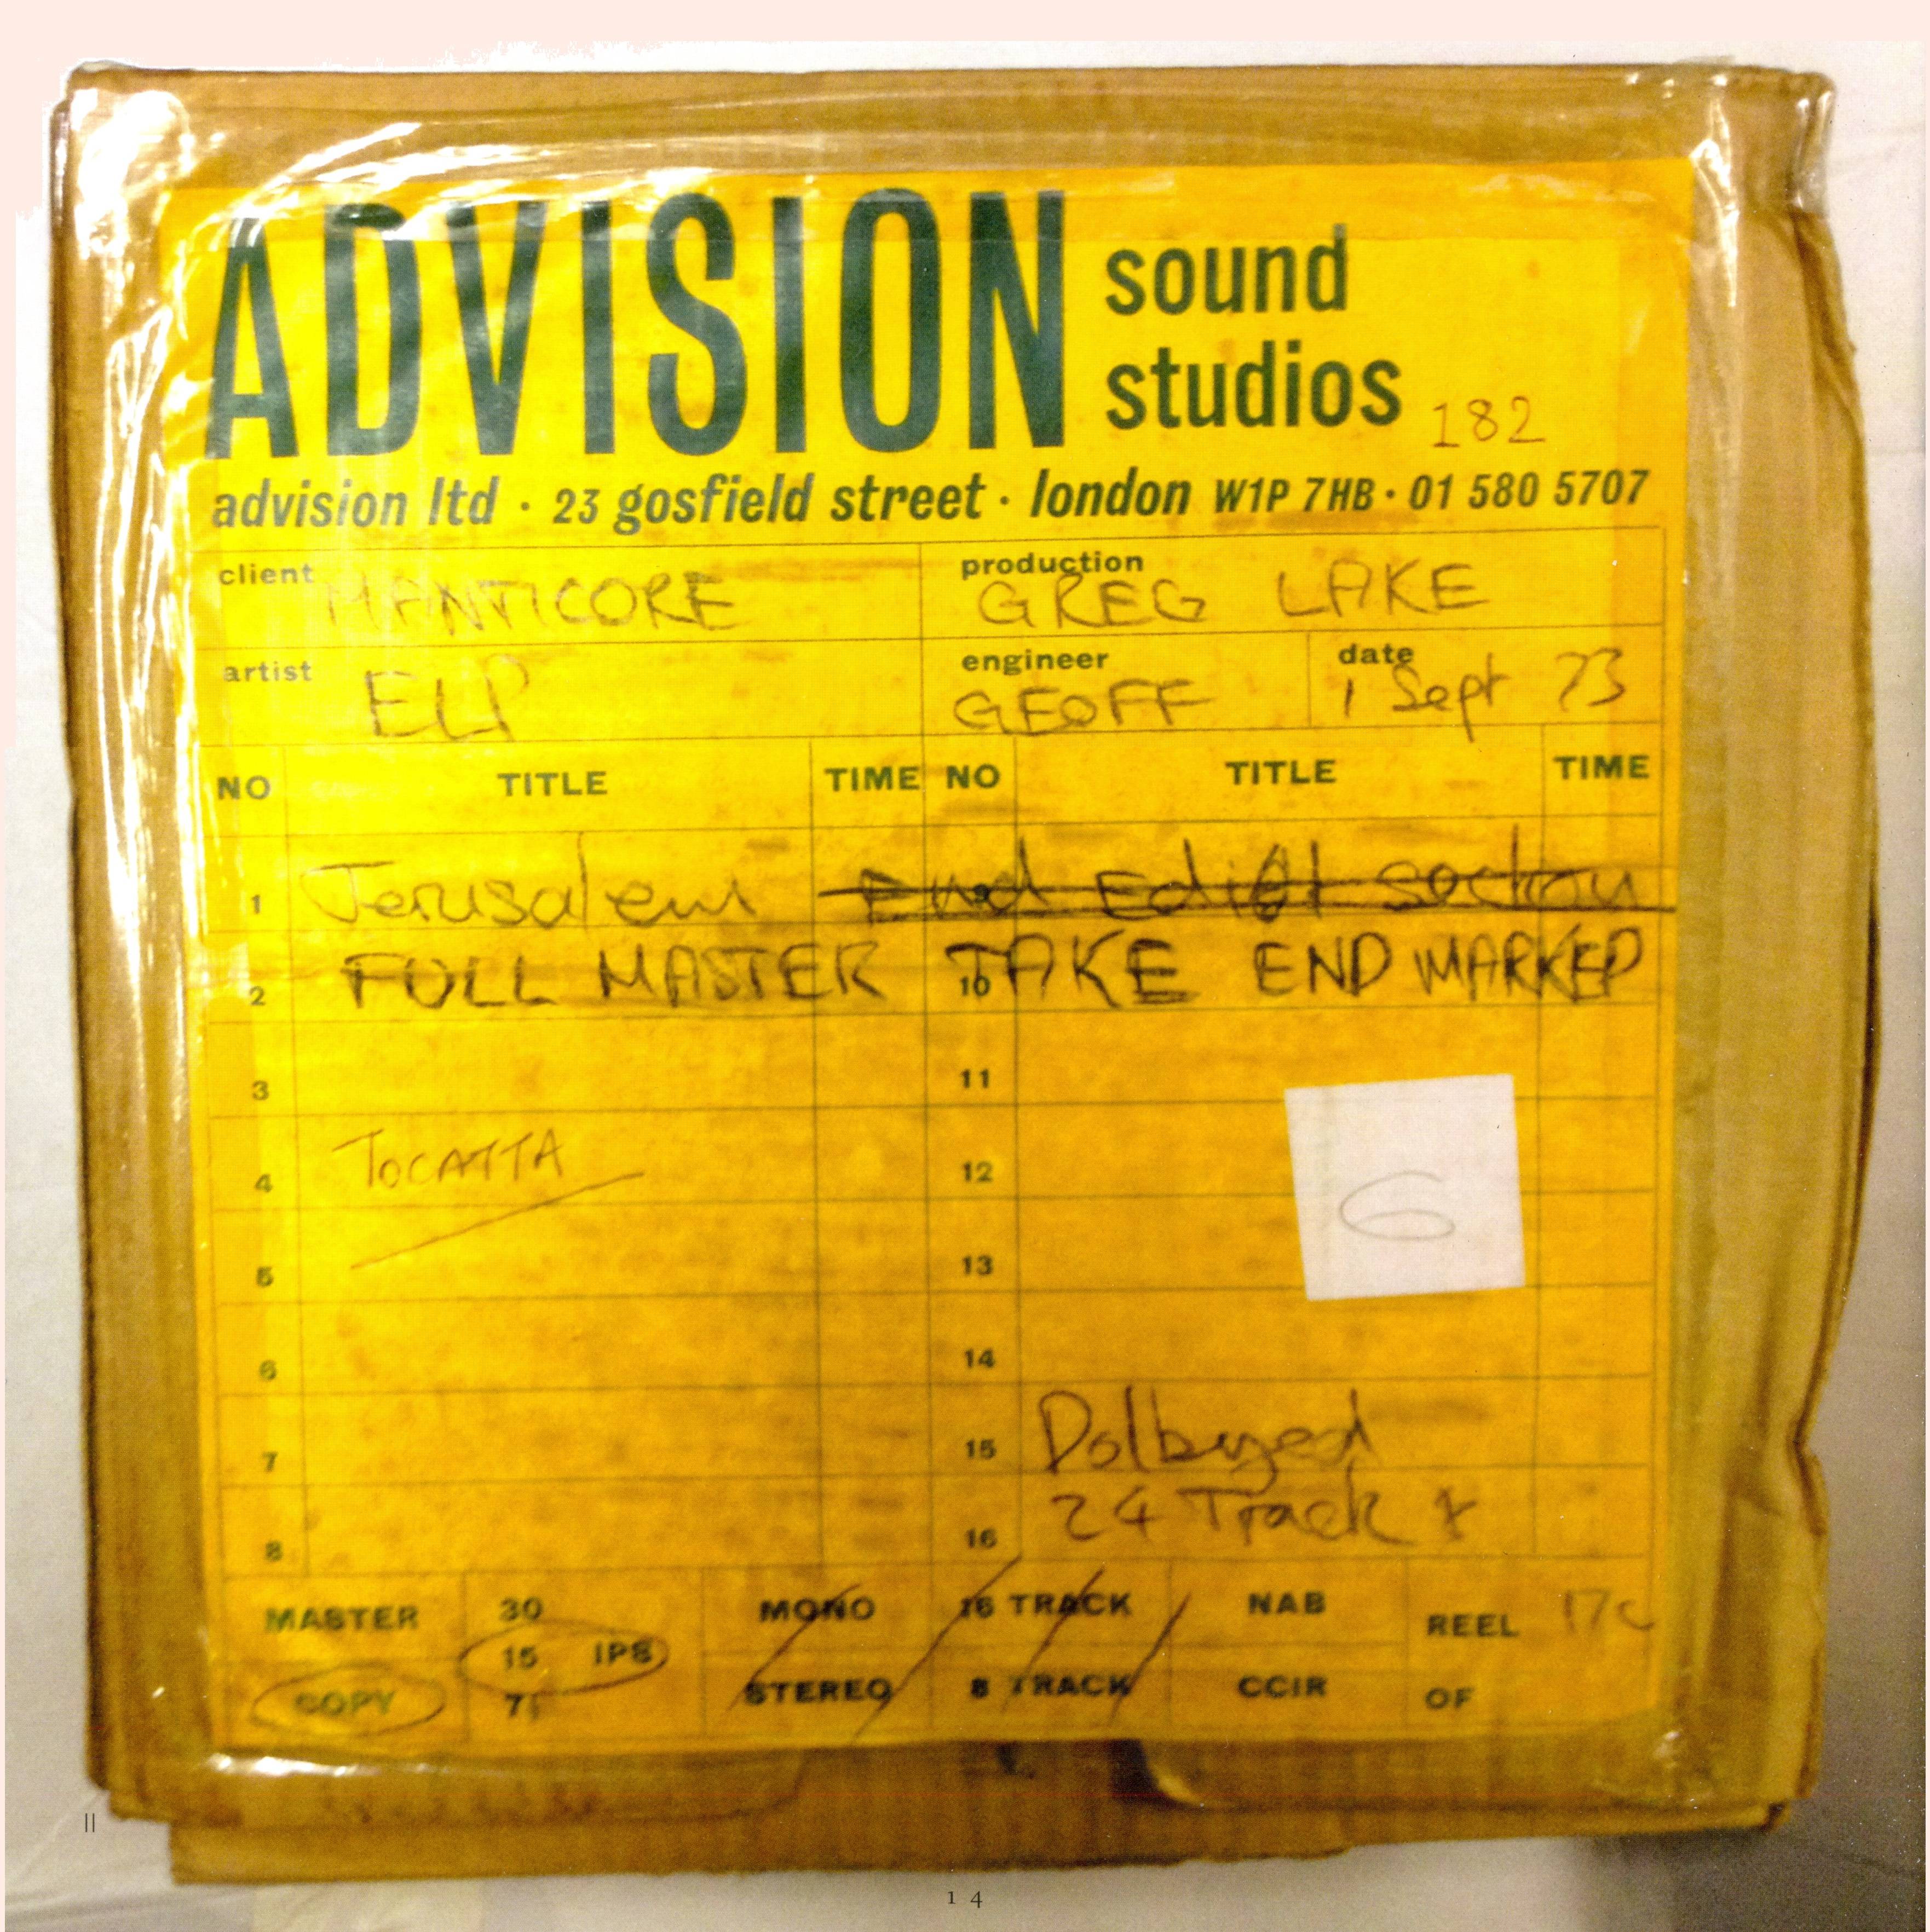 ADVISION sound
studios 182
advision ltd · 23 gosfield street · london W1P 7HB · 01 580 5707
client MANTICORE production GREG LAKE
artist ELP engineer GEOFF date 1 Sept 73
NO TITLE TIME NO TITLE TIME
1 Jerusalem 9 End Edit Section
2 FULL MASTER 10 TAKE END MARKED
3 11
4 TOCATTA 12
6
5 13
6 14
7 15 Dolbyed
8 16 24 Track
MASTER 30 MONO 16 TRACK NAB REEL
15 IPS
COPY 7½ STEREO 8 TRACK CCIR OF
||
14